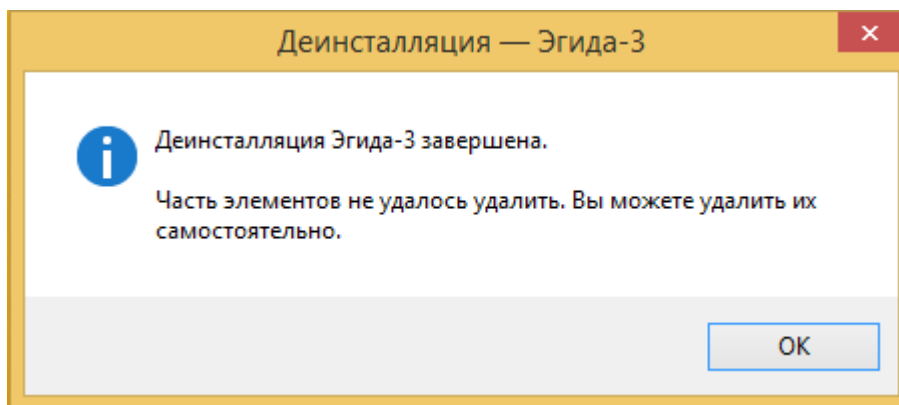 Деинсталляция — Эгида-3
Деинсталляция Эгида-3 завершена.
Часть элементов не удалось удалить. Вы можете удалить их
самостоятельно.
OK